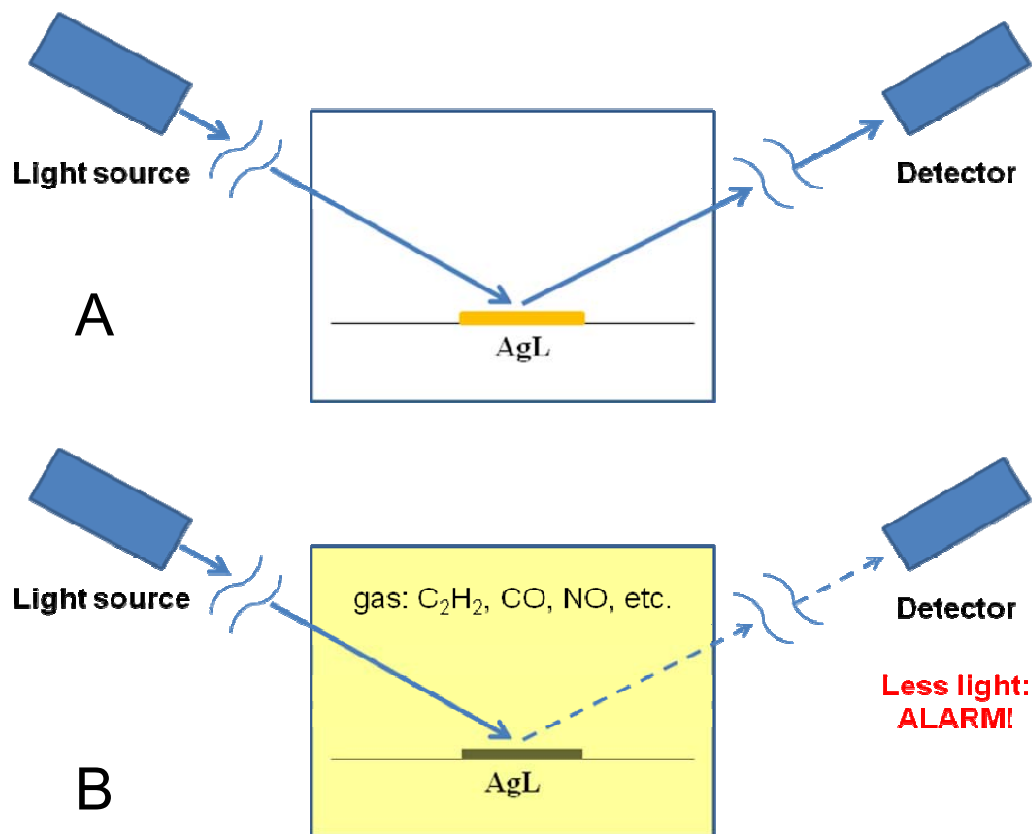 Light source
Detector
A
AgL
Light source
gas: C₂H₂, CO, NO, etc.
Detector
Less light:
ALARM!
B
AgL